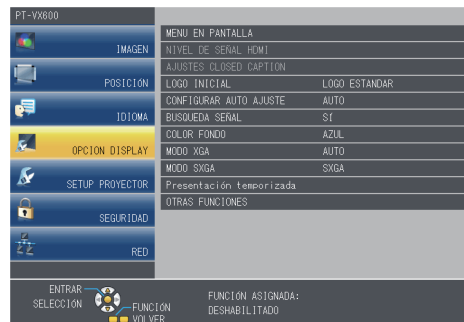 PT-VX600
IMAGEN
POSICIÓN
IDIOMA
OPCION DISPLAY
SETUP PROYECTOR
SEGURIDAD
RED
MENU EN PANTALLA
NIVEL DE SEÑAL HDMI
AJUSTES CLOSED CAPTION
LOGO INICIAL LOGO ESTANDAR
CONFIGURAR AUTO AJUSTE AUTO
BUSQUEDA SEÑAL SÍ
COLOR FONDO AZUL
MODO XGA AUTO
MODO SXGA SXGA
Presentación temporizada
OTRAS FUNCIONES
ENTRAR
SELECCIÓN
FUNCIÓN
VOLVER
FUNCIÓN ASIGNADA:
DESHABILITADO